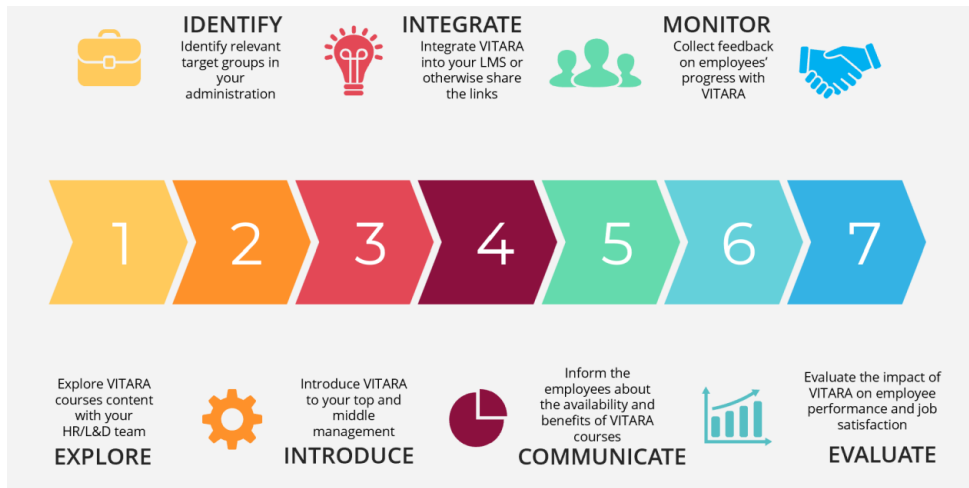 IDENTIFY
Identify relevant
target groups in
your
administration
INTEGRATE
Integrate VITARA
into your LMS or
otherwise share
the links
MONITOR
Collect feedback
on employees’
progress with
VITARA
1
2
3
4
5
6
7
Explore VITARA
courses content
with your
HR/L&D team
EXPLORE
Introduce VITARA
to your top and
middle
management
INTRODUCE
Inform the
employees about
the availability and
benefits of VITARA
courses
COMMUNICATE
Evaluate the impact of
VITARA on employee
performance and job
satisfaction
EVALUATE